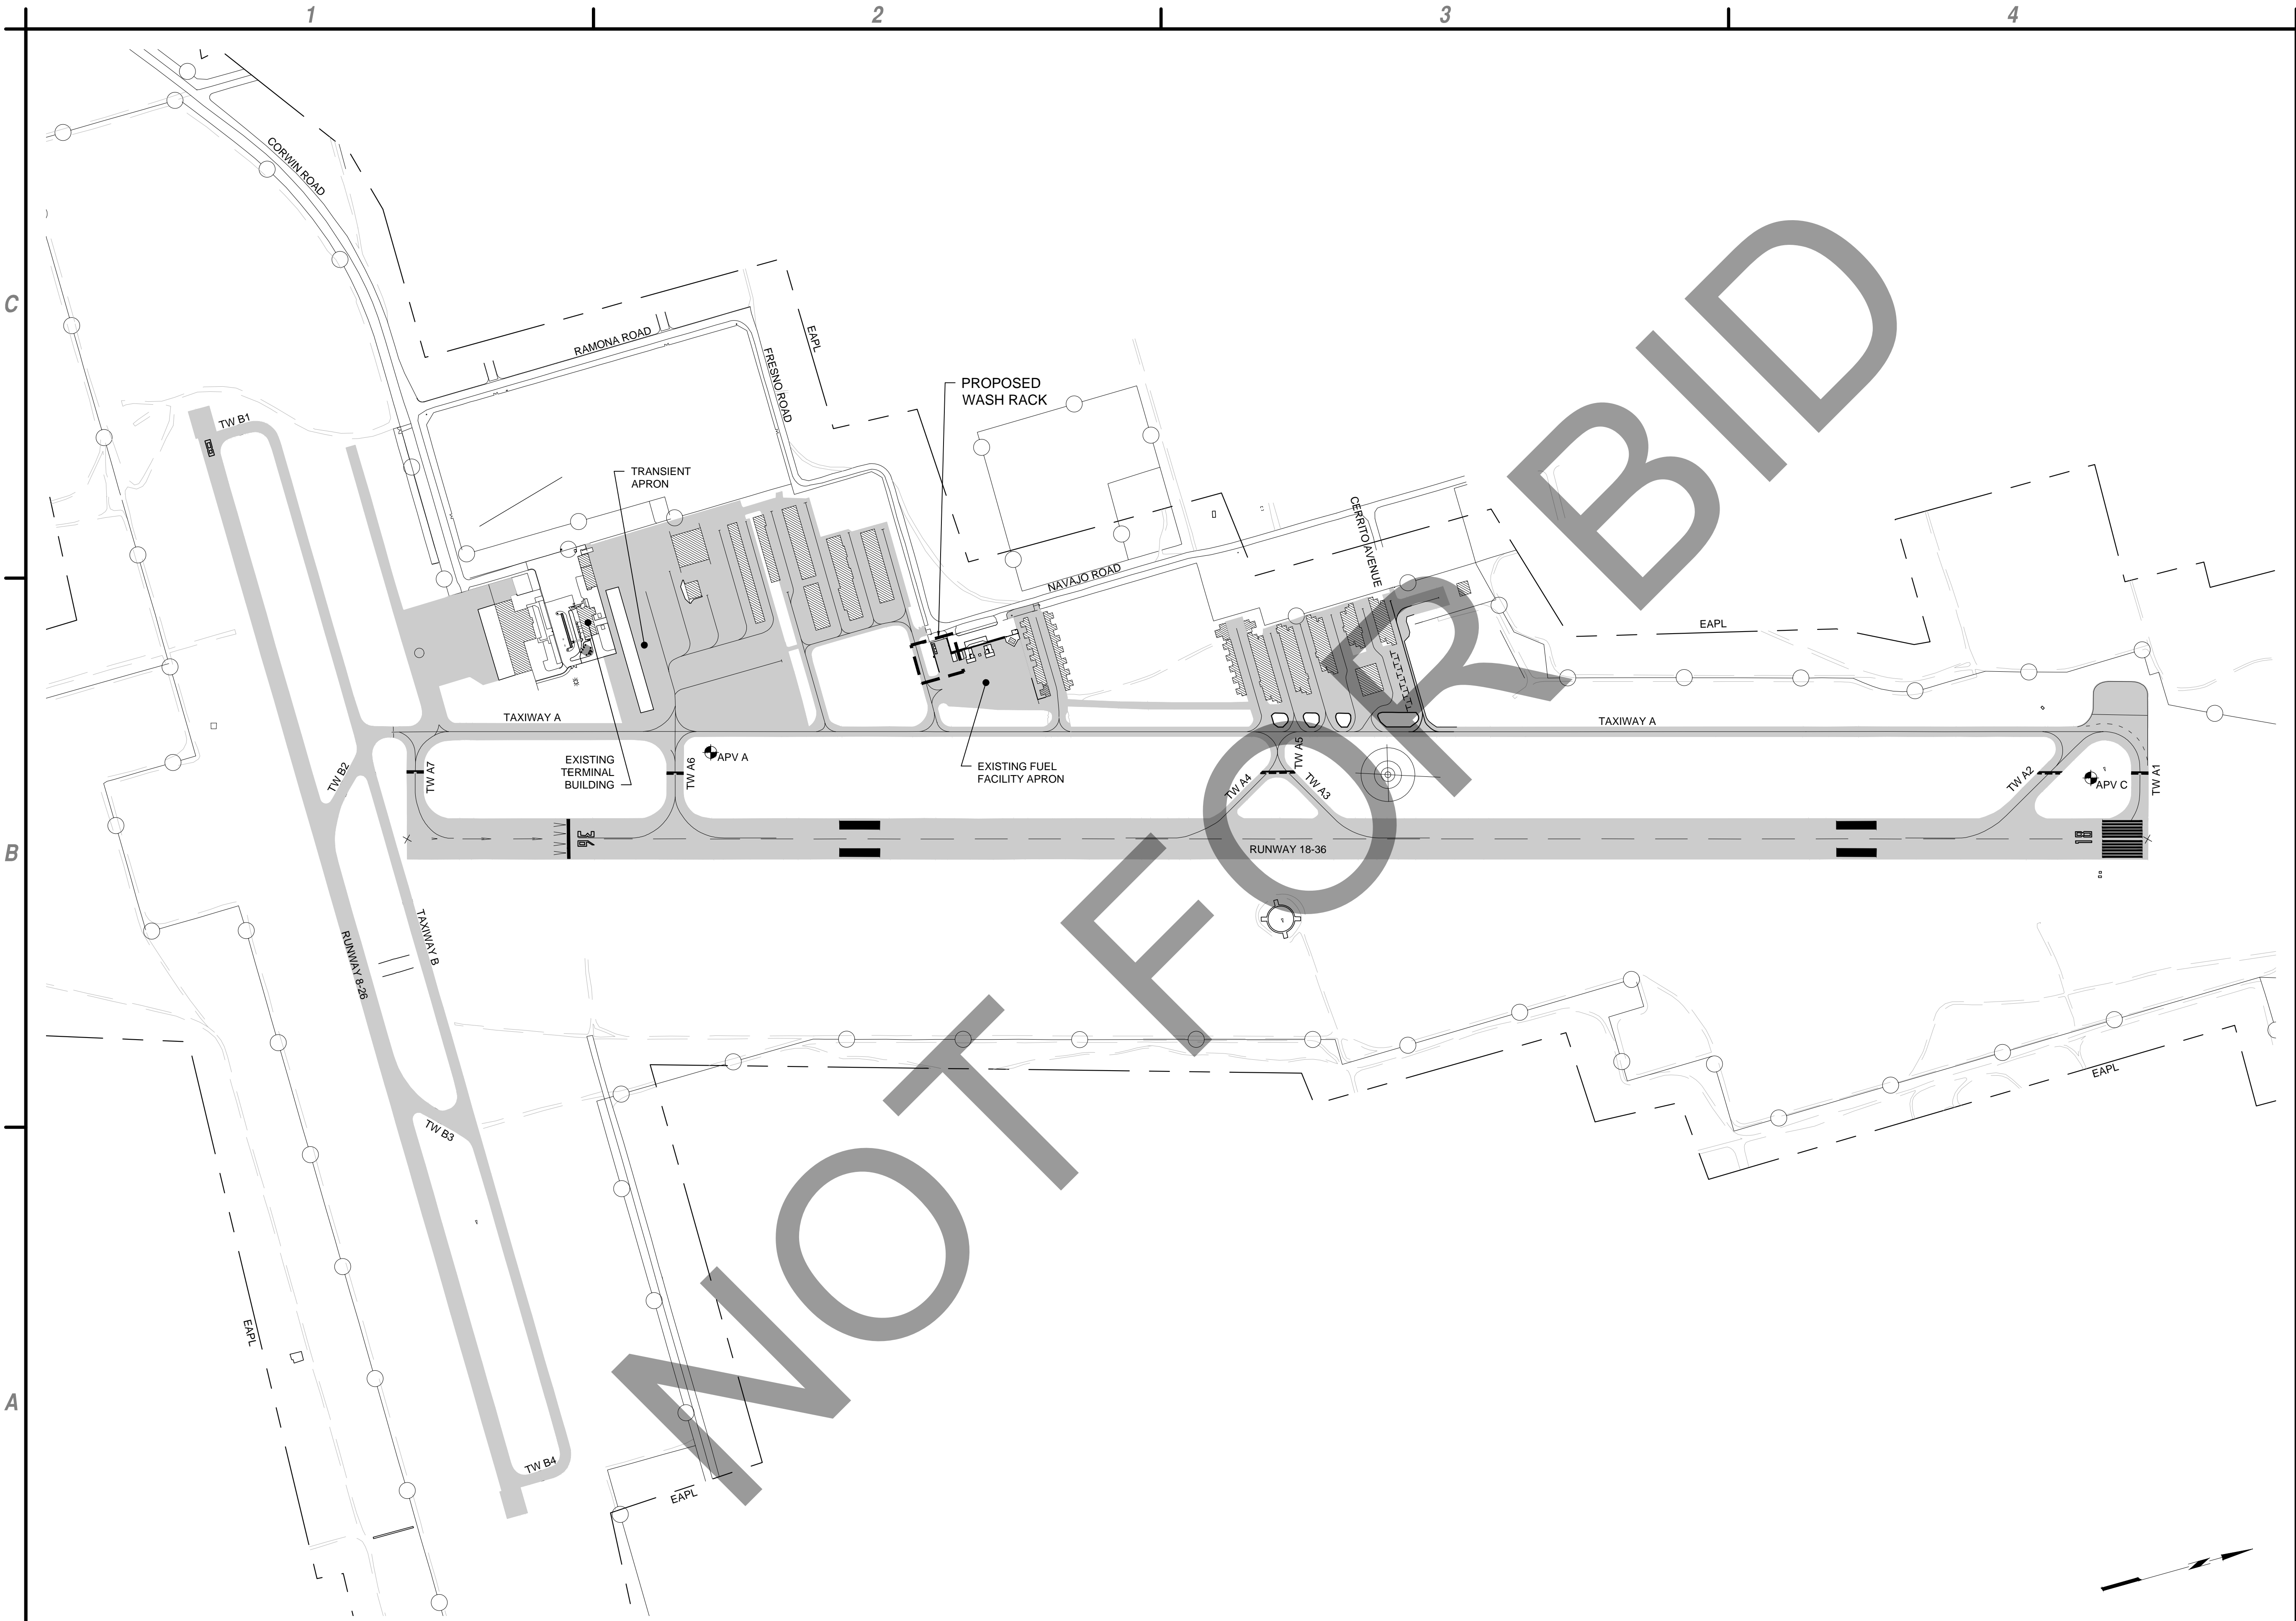 1
2
3
4
C
B
A
CORWIN ROAD
RAMONA ROAD
FRESNO ROAD
EAPL
PROPOSED
WASH RACK
TW B1
TRANSIENT
APRON
CERRITO AVENUE
NAVAJO ROAD
EAPL
TAXIWAY A
TAXIWAY A
EXISTING
TERMINAL
BUILDING
EXISTING FUEL
FACILITY APRON
TW B2
TW A7
TW A6
APV A
TW A4
TW A5
TW A3
TW A2
APV C
TW A1
36
18
RUNWAY 18-36
TAXIWAY B
RUNWAY 8-26
EAPL
TW B3
EAPL
TW B4
EAPL
NOT FOR BID